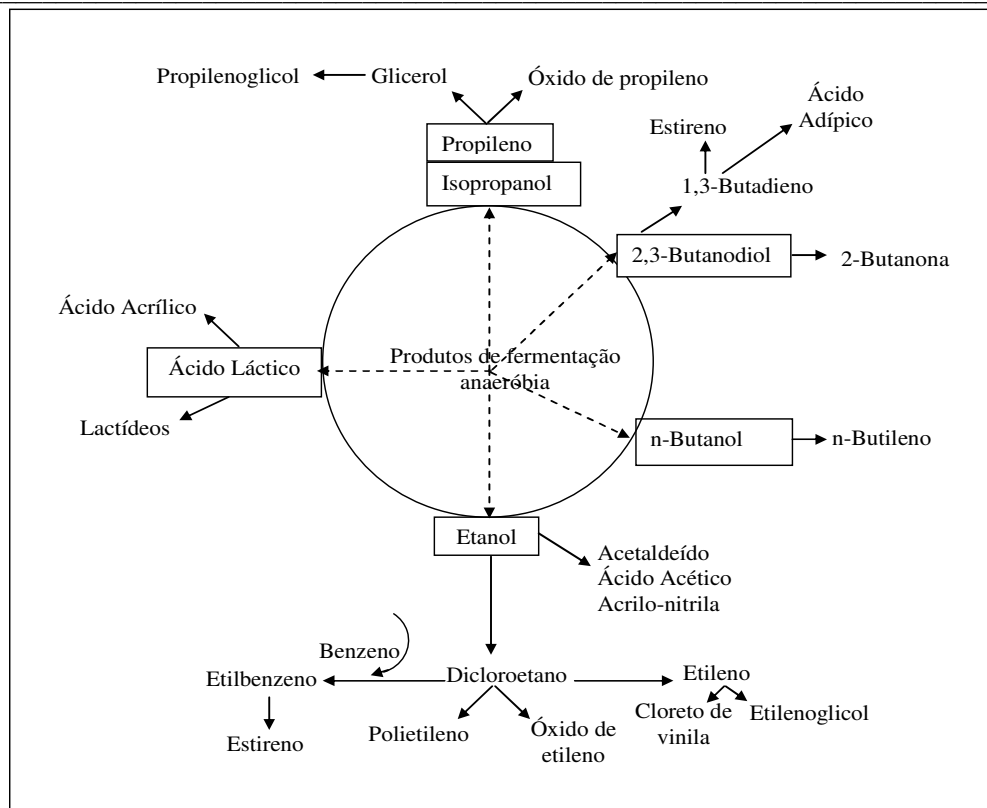 Propilenoglicol
Glicerol
Óxido de propileno
Propileno
Isopropanol
Ácido
Adípico
Estireno
1,3-Butadieno
2,3-Butanodiol
2-Butanona
Ácido Acrílico
Ácido Láctico
Lactídeos
Produtos de fermentação
anaeróbia
n-Butanol
n-Butileno
Etanol
Acetaldeído
Ácido Acético
Acrilo-nitrila
Benzeno
Etilbenzeno
Dicloroetano
Etileno
Estireno
Polietileno
Óxido de
etileno
Cloreto de
vinila
Etilenoglicol